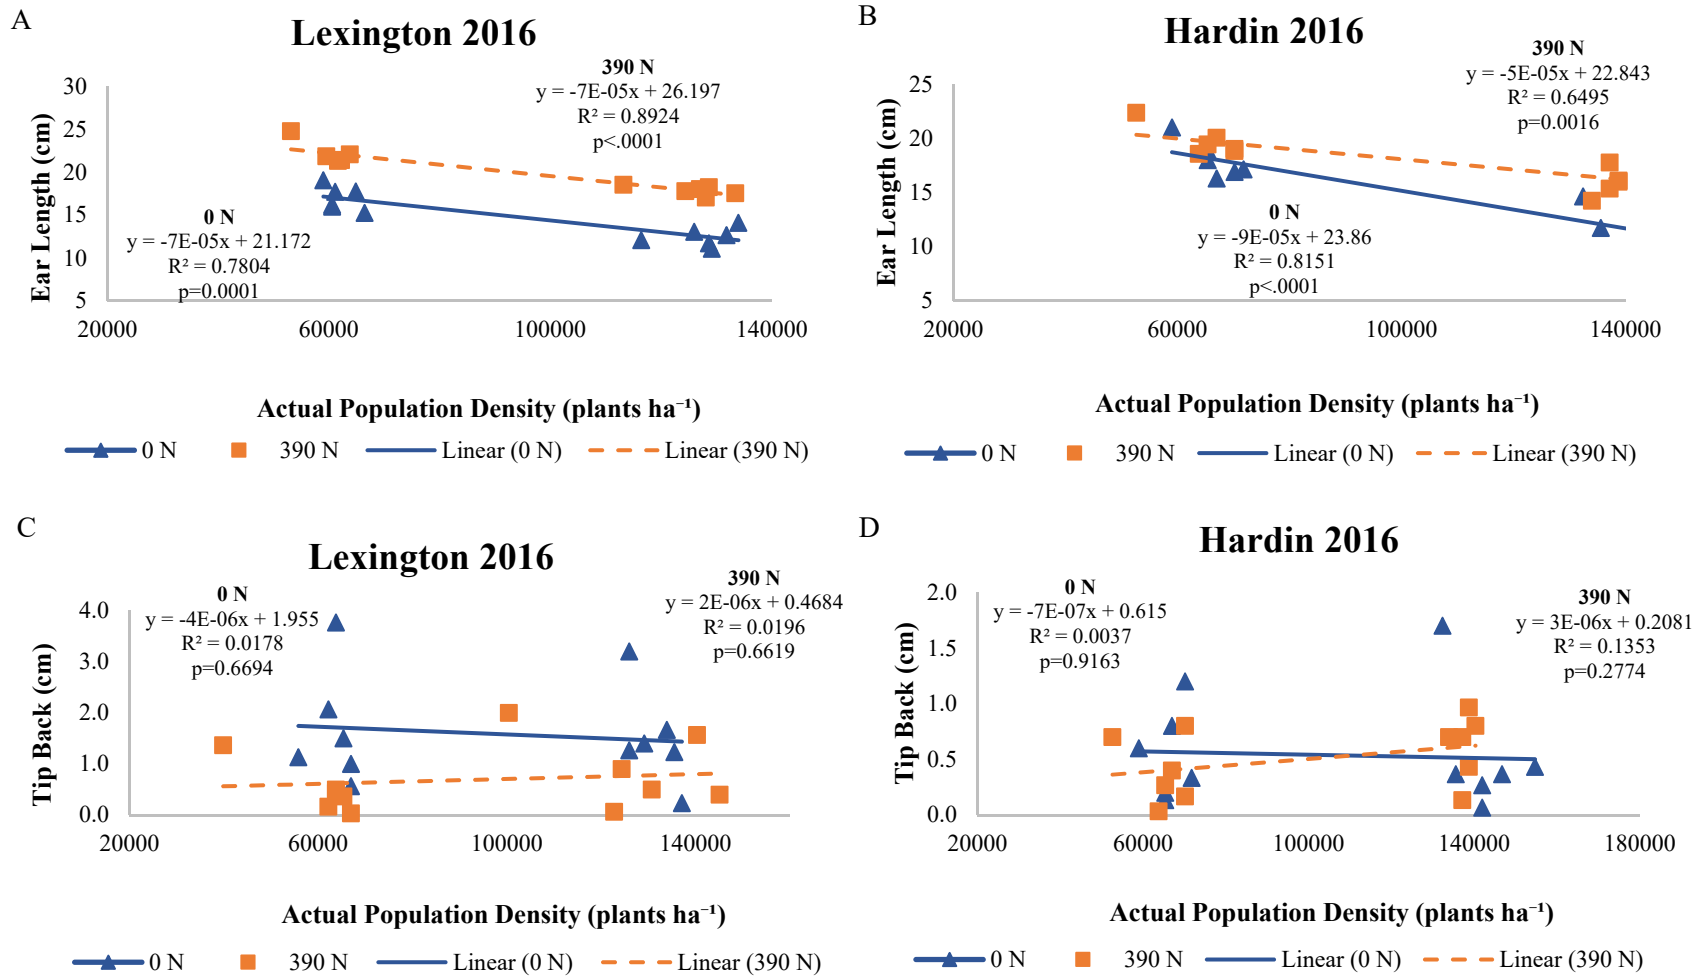 A
Lexington 2016
390 N
y = -7E-05x + 26.197
R² = 0.8924
p<.0001
0 N
y = -7E-05x + 21.172
R² = 0.7804
p=0.0001
Ear Length (cm)
30
25
20
15
10
5
20000 60000 100000 140000
Actual Population Density (plants ha⁻¹)
0 N 390 N Linear (0 N) Linear (390 N)
B
Hardin 2016
390 N
y = -5E-05x + 22.843
R² = 0.6495
p=0.0016
0 N
y = -9E-05x + 23.86
R² = 0.8151
p<.0001
Ear Length (cm)
25
20
15
10
5
20000 60000 100000 140000
Actual Population Density (plants ha⁻¹)
0 N 390 N Linear (0 N) Linear (390 N)
C
Lexington 2016
0 N
y = -4E-06x + 1.955
R² = 0.0178
p=0.6694
390 N
y = 2E-06x + 0.4684
R² = 0.0196
p=0.6619
Tip Back (cm)
4.0
3.0
2.0
1.0
0.0
20000 60000 100000 140000
Actual Population Density (plants ha⁻¹)
0 N 390 N Linear (0 N) Linear (390 N)
D
Hardin 2016
0 N
y = -7E-07x + 0.615
R² = 0.0037
p=0.9163
390 N
y = 3E-06x + 0.2081
R² = 0.1353
p=0.2774
Tip Back (cm)
2.0
1.5
1.0
0.5
0.0
20000 60000 100000 140000 180000
Actual Population Density (plants ha⁻¹)
0 N 390 N Linear (0 N) Linear (390 N)